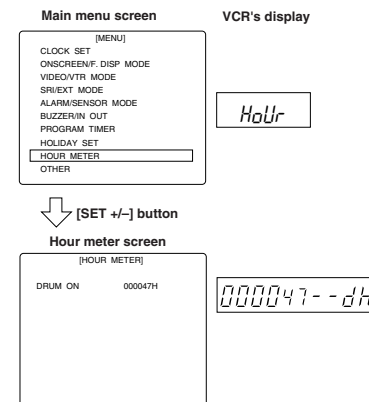 Main menu screen
VCR's display
[MENU]
CLOCK SET
ONSCREEN/F. DISP MODE
VIDEO/VTR MODE
SRI/EXT MODE
ALARM/SENSOR MODE
BUZZER/IN OUT
PROGRAM TIMER
HOLIDAY SET
HOUR METER
OTHER
HoUr
[SET +/–] button
Hour meter screen
[HOUR METER]
DRUM ON 000047H
000047--dH